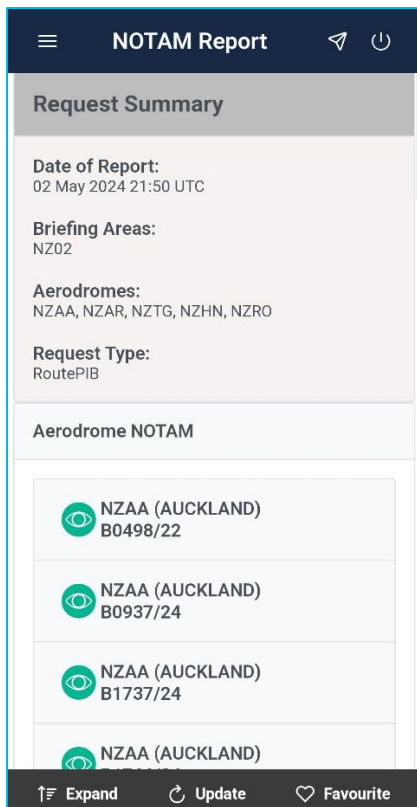 NOTAM Report
Request Summary
Date of Report:
02 May 2024 21:50 UTC
Briefing Areas:
NZ02
Aerodromes:
NZAA, NZAR, NZTG, NZHN, NZRO
Request Type:
RoutePIB
Aerodrome NOTAM
NZAA (AUCKLAND)
B0498/22
NZAA (AUCKLAND)
B0937/24
NZAA (AUCKLAND)
B1737/24
NZAA (AUCKLAND)
Expand Update Favourite